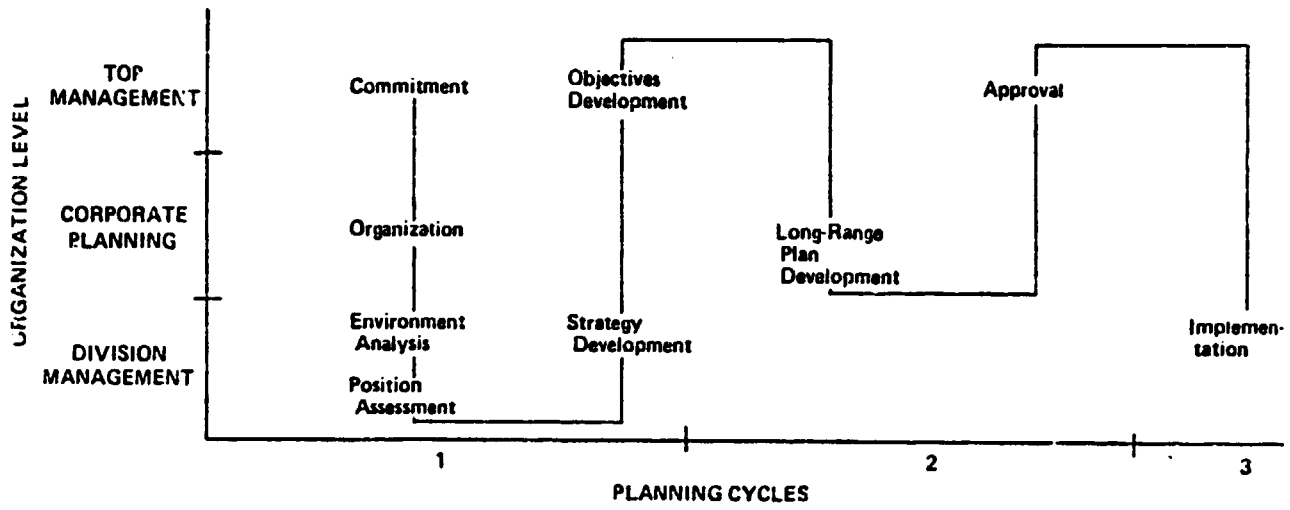 ORGANIZATION LEVEL
TOP
MANAGEMENT
CORPORATE
PLANNING
DIVISION
MANAGEMENT
Commitment
Organization
Environment
Analysis
Position
Assessment
Objectives
Development
Strategy
Development
Long-Range
Plan
Development
Approval
Implemen-
tation
1
2
3
PLANNING CYCLES